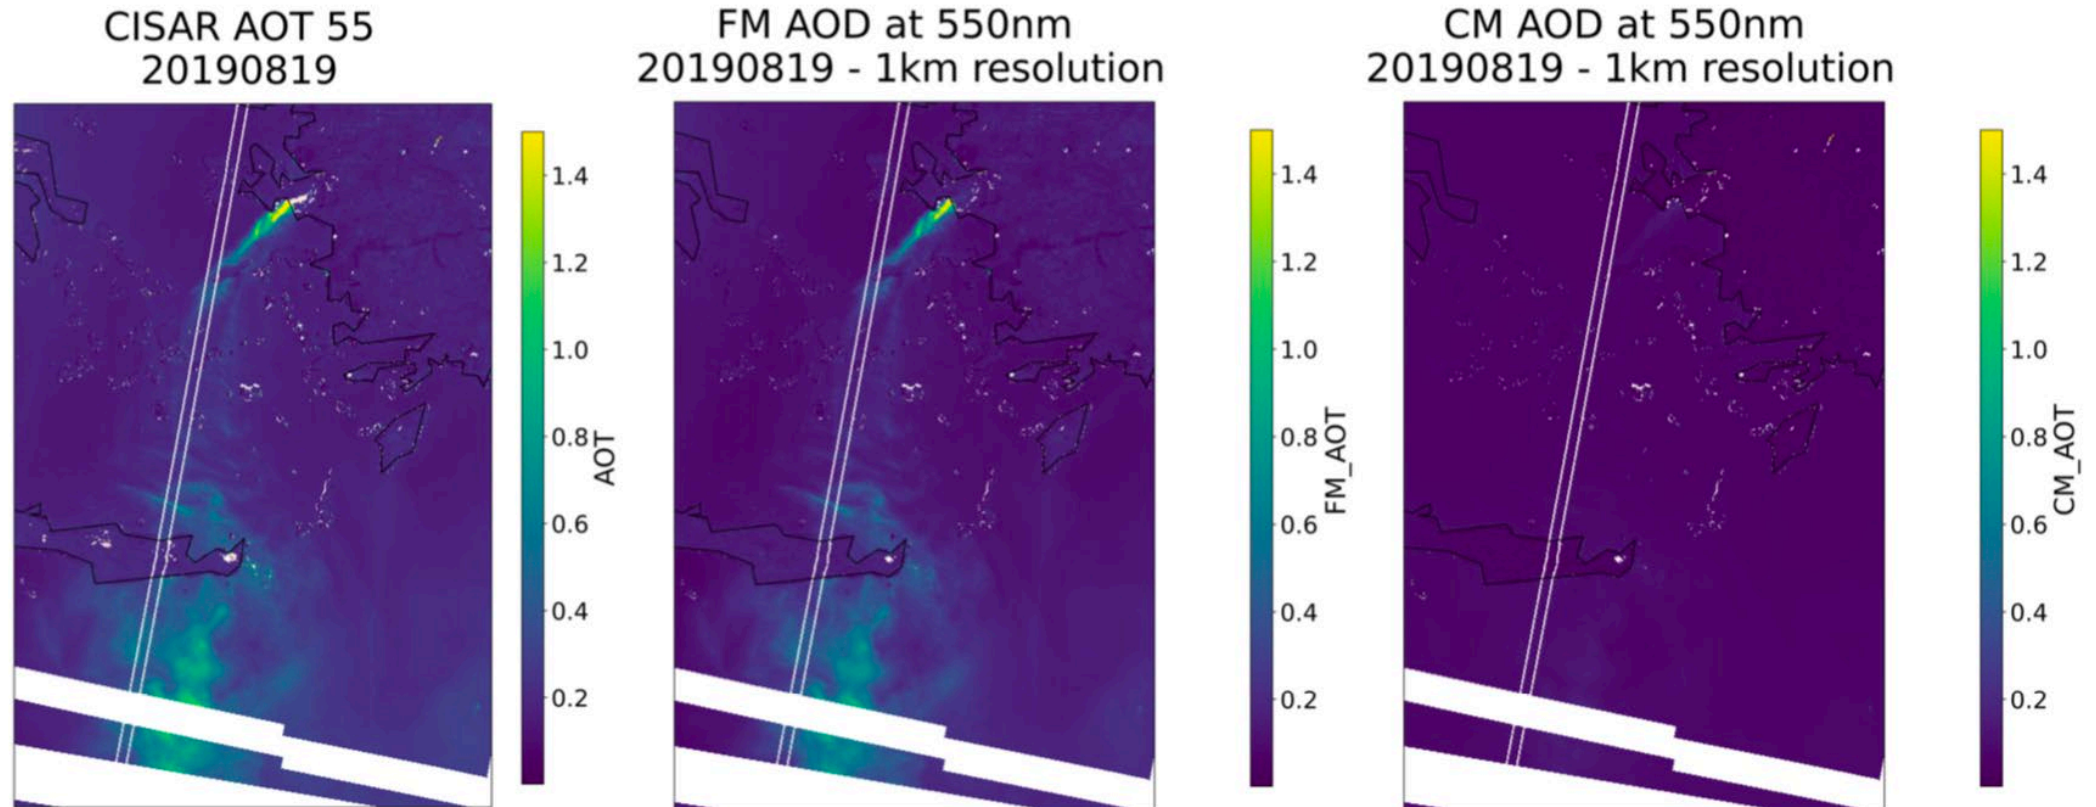 CISAR AOT 55
20190819
1.4
1.2
1.0
0.8
0.6
0.4
0.2
AOT
FM AOD at 550nm
20190819 - 1km resolution
1.4
1.2
1.0
0.8
0.6
0.4
0.2
FM_AOT
CM AOD at 550nm
20190819 - 1km resolution
1.4
1.2
1.0
0.8
0.6
0.4
0.2
CM_AOT